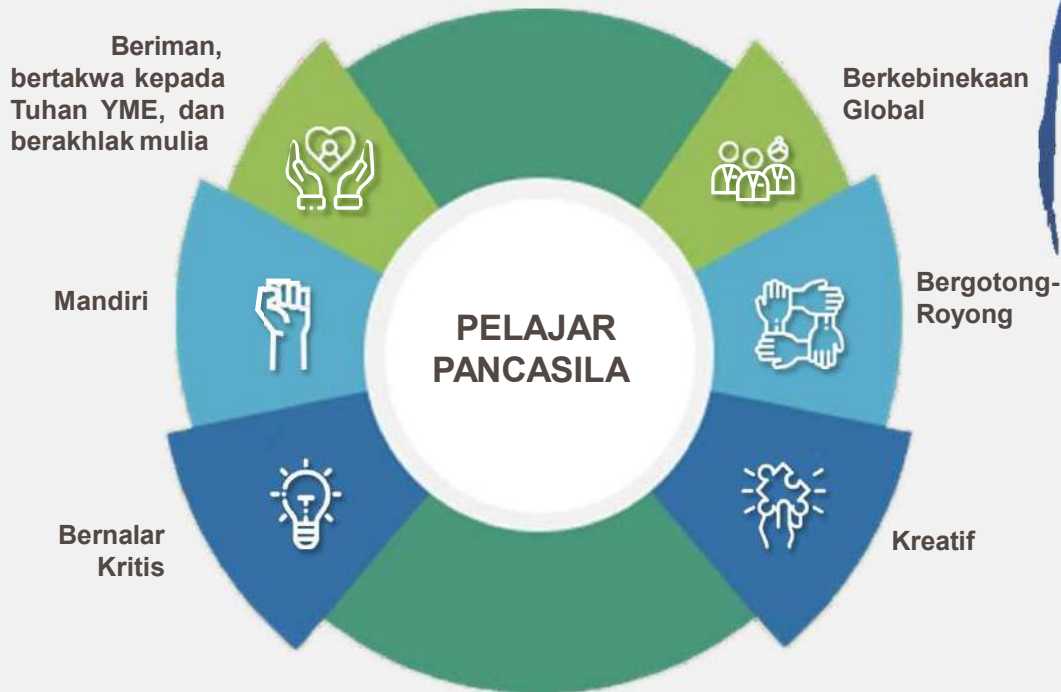 Beriman,
bertakwa kepada
Tuhan YME, dan
berakhlak mulia
Berkebinekaan
Global
Mandiri
PELAJAR
PANCASILA
Bergotong-
Royong
Bernalar
Kritis
Kreatif